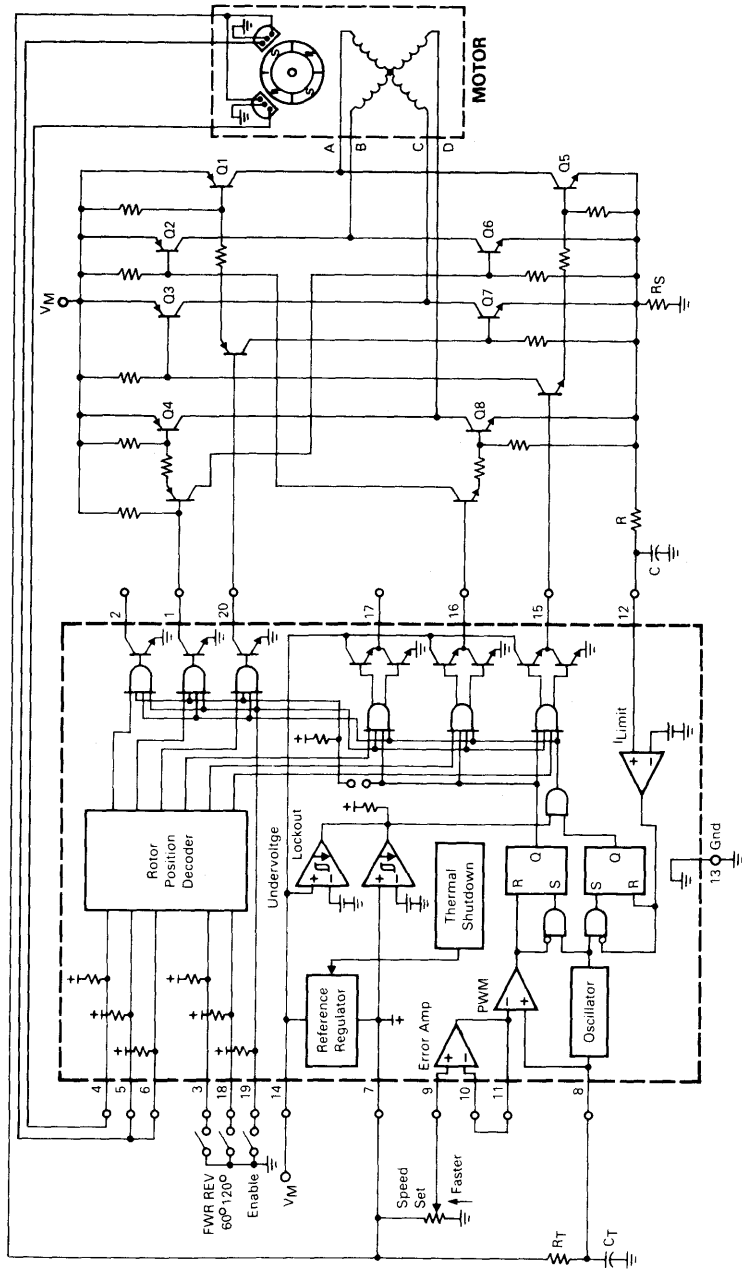 MOTOR
S
N
S
N
A
B
C
D
VM
Q1
Q2
Q3
Q4
Q5
Q6
Q7
Q8
RS
R
C
2
1
20
17
16
15
12
Rotor
Position
Decoder
Undervoltge
Lockout
Reference
Regulator
Thermal
Shutdown
Error Amp
PWM
Oscillator
R
Q
S
S
Q
R
ILimit
13
Gnd
4
5
6
3
18
19
14
7
9
10
11
8
FWR REV
60° 120°
Enable
VM
Speed
Set
Faster
RT
CT